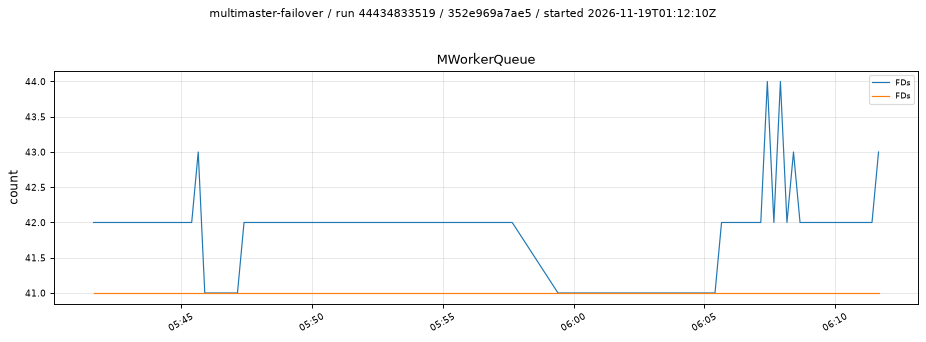 multimaster-failover / run 44434833519 / 352e969a7ae5 / started 2026-11-19T01:12:10Z
MWorkerQueue
44.0
43.5
43.0
42.5
42.0
41.5
41.0
count
FDs
FDs
05:45
05:50
05:55
06:00
06:05
06:10